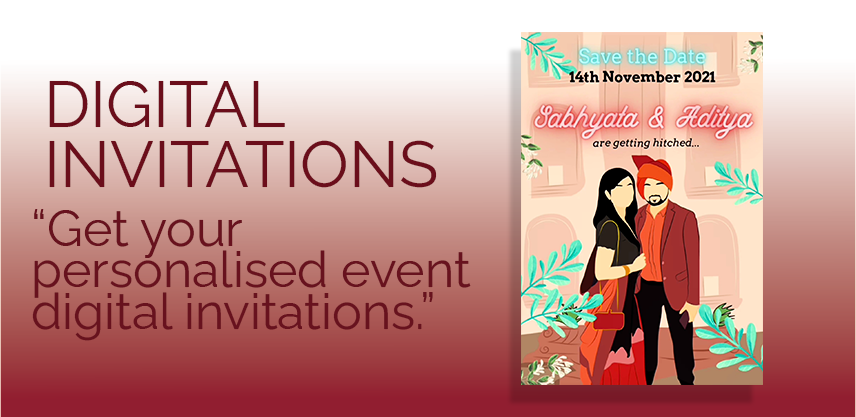 DIGITAL
INVITATIONS
“Get your
personalised event
digital invitations.”
Save the Date
14th November 2021
Sabhyata & Aditya
are getting hitched...